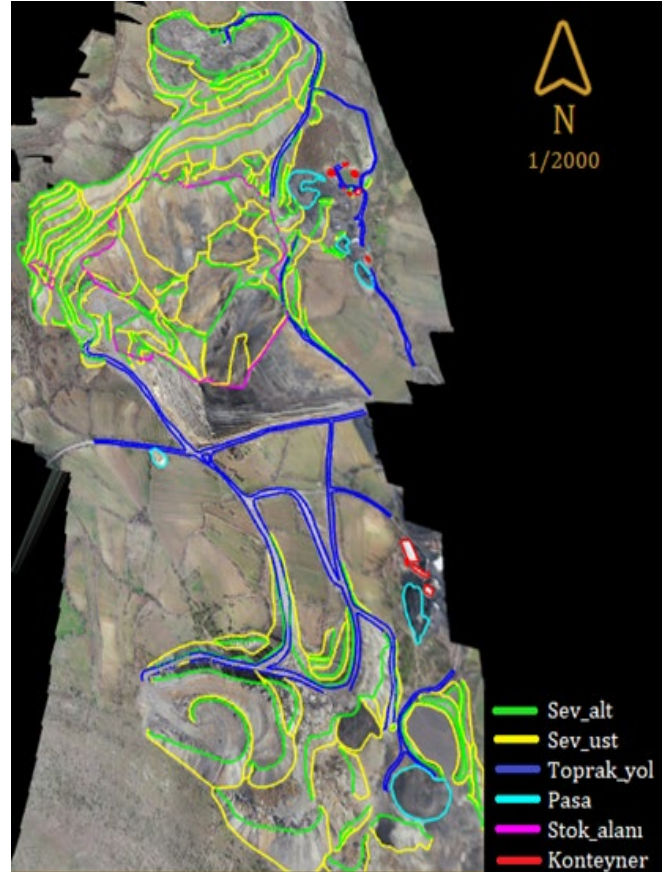 N
1/2000
Sev_alt
Sev_ust
Toprak_yol
Pasa
Stok_alanı
Konteyner